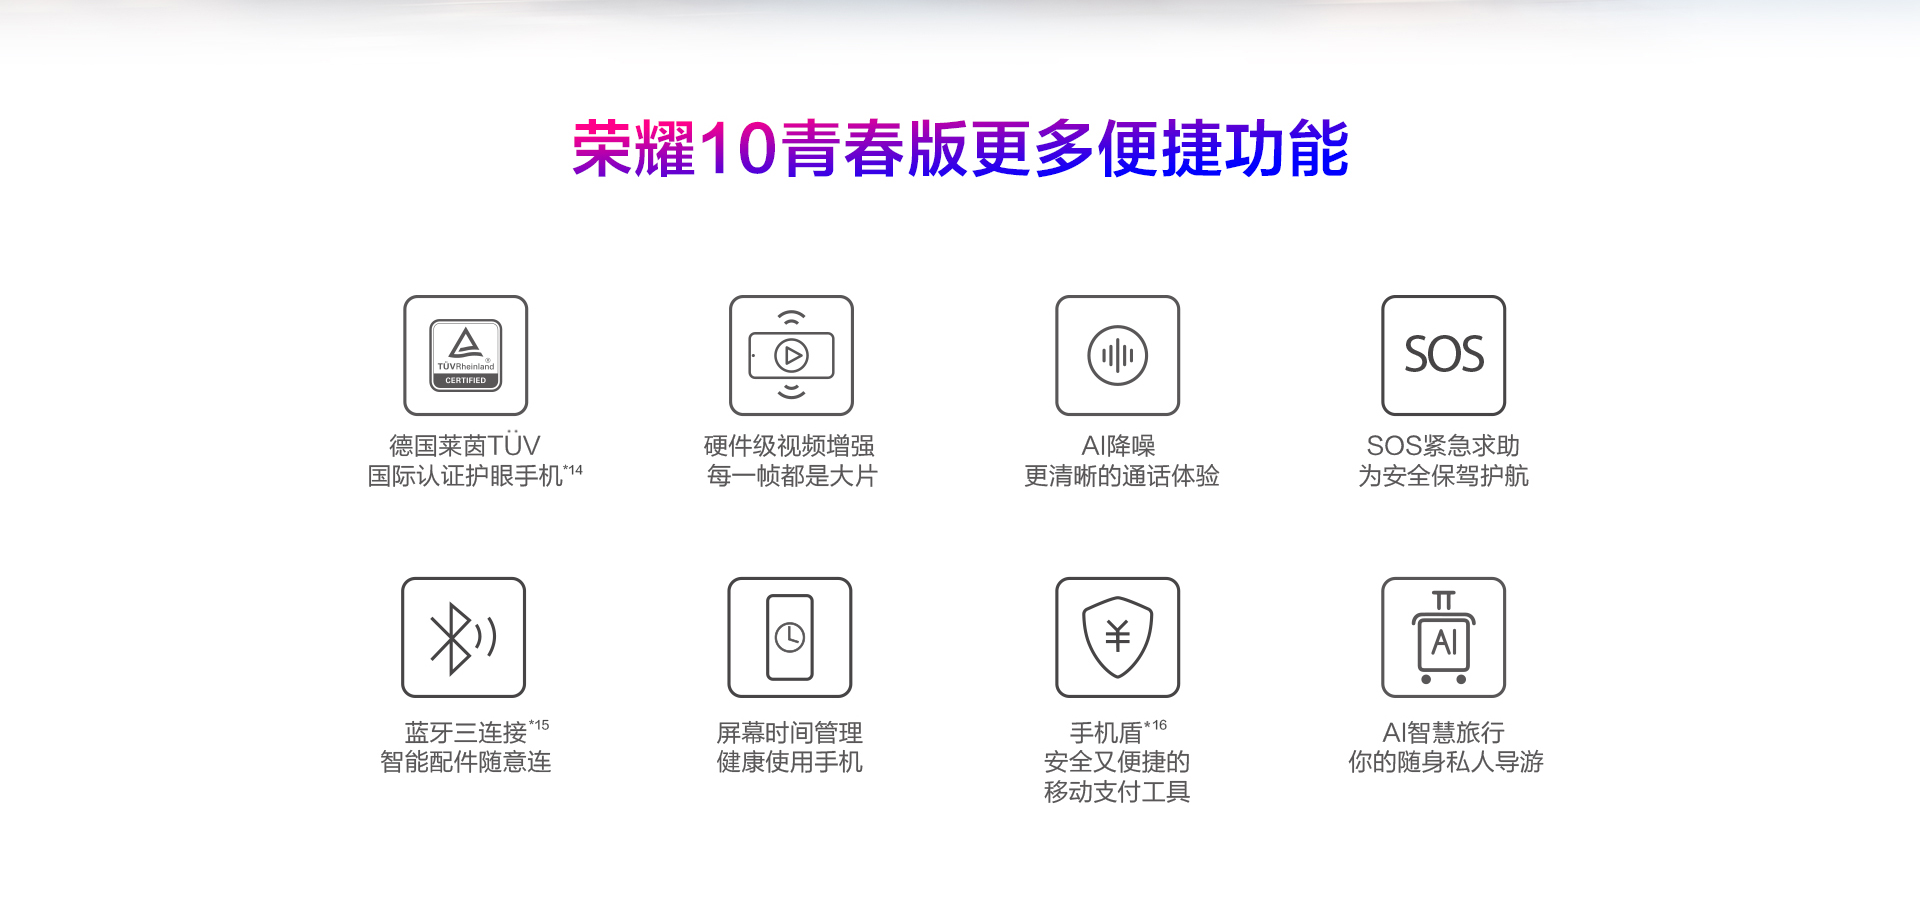 荣耀10青春版更多便捷功能
TÜVRheinland®
CERTIFIED
德国莱茵TÜV
国际认证护眼手机*14
硬件级视频增强
每一帧都是大片
AI降噪
更清晰的通话体验
SOS
SOS紧急求助
为安全保驾护航
蓝牙三连接*15
智能配件随意连
屏幕时间管理
健康使用手机
¥
手机盾*16
安全又便捷的
移动支付工具
AI
AI智慧旅行
你的随身私人导游